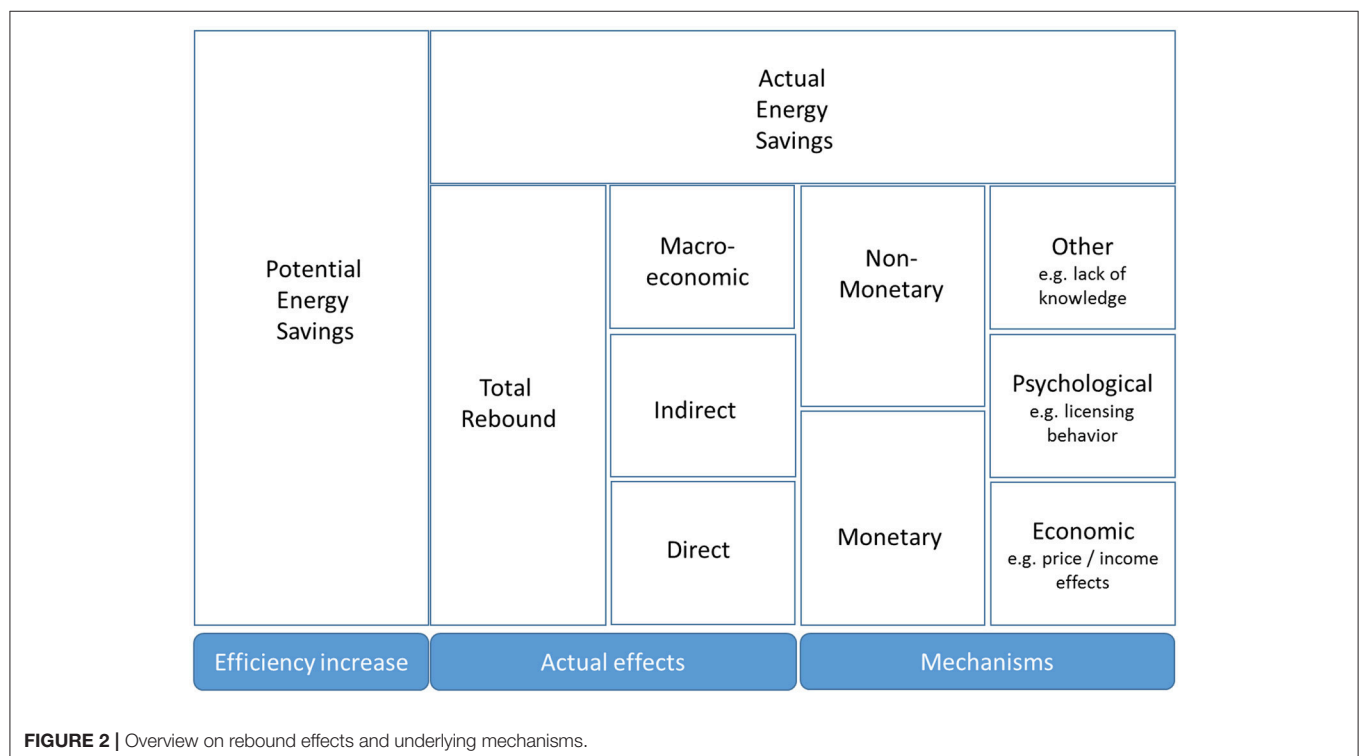 Actual
Energy
Savings
Potential
Energy
Savings
Total
Rebound
Macro-
economic
Indirect
Direct
Non-
Monetary
Monetary
Other
e.g. lack of
knowledge
Psychological
e.g. licensing
behavior
Economic
e.g. price / income
effects
Efficiency increase
Actual effects
Mechanisms
FIGURE 2 | Overview on rebound effects and underlying mechanisms.